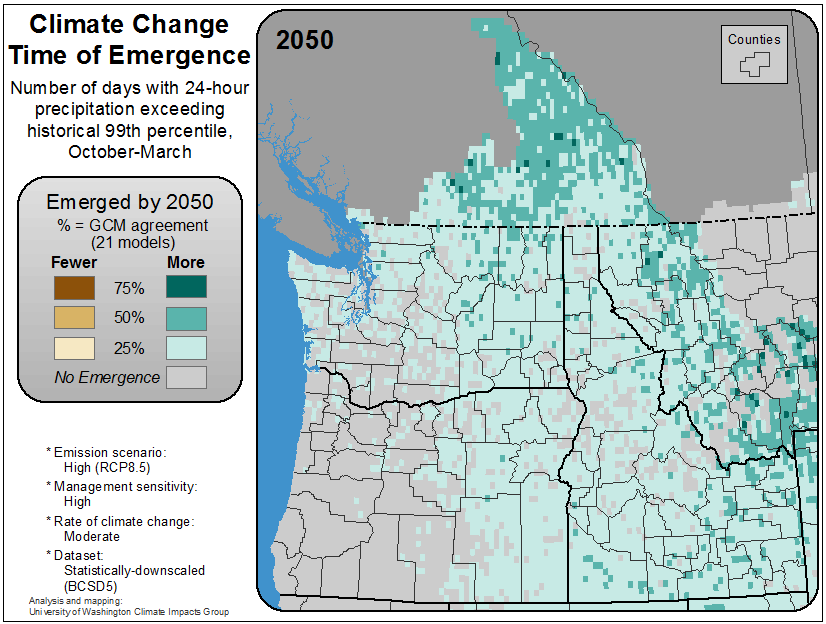 Climate Change
Time of Emergence
Number of days with 24-hour
precipitation exceeding
historical 99th percentile,
October-March
Emerged by 2050
% = GCM agreement
(21 models)
Fewer More
75%
50%
25%
No Emergence
* Emission scenario:
High (RCP8.5)
* Management sensitivity:
High
* Rate of climate change:
Moderate
* Dataset:
Statistically-downscaled
(BCSD5)
Analysis and mapping:
University of Washington Climate Impacts Group
2050
Counties